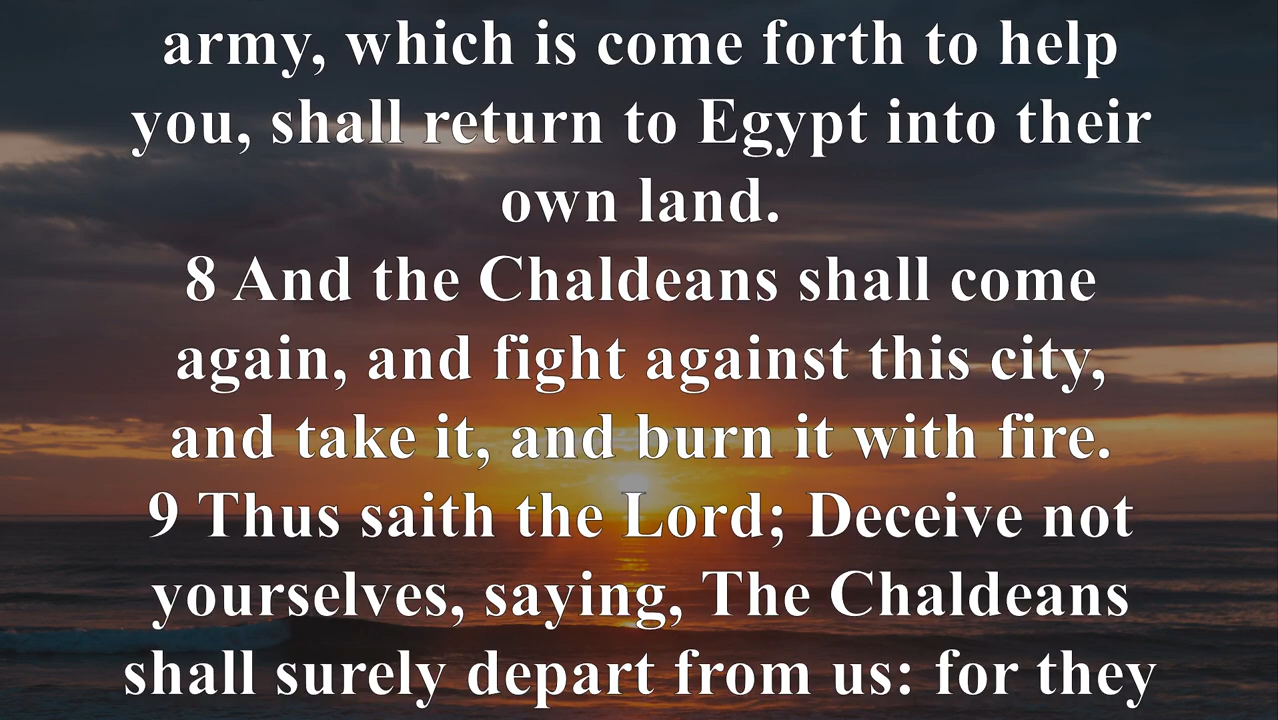 army, which is come forth to help
you, shall return to Egypt into their
own land.
8 And the Chaldeans shall come
again, and fight against this city,
and take it, and burn it with fire.
9 Thus saith the Lord; Deceive not
yourselves, saying, The Chaldeans
shall surely depart from us: for they